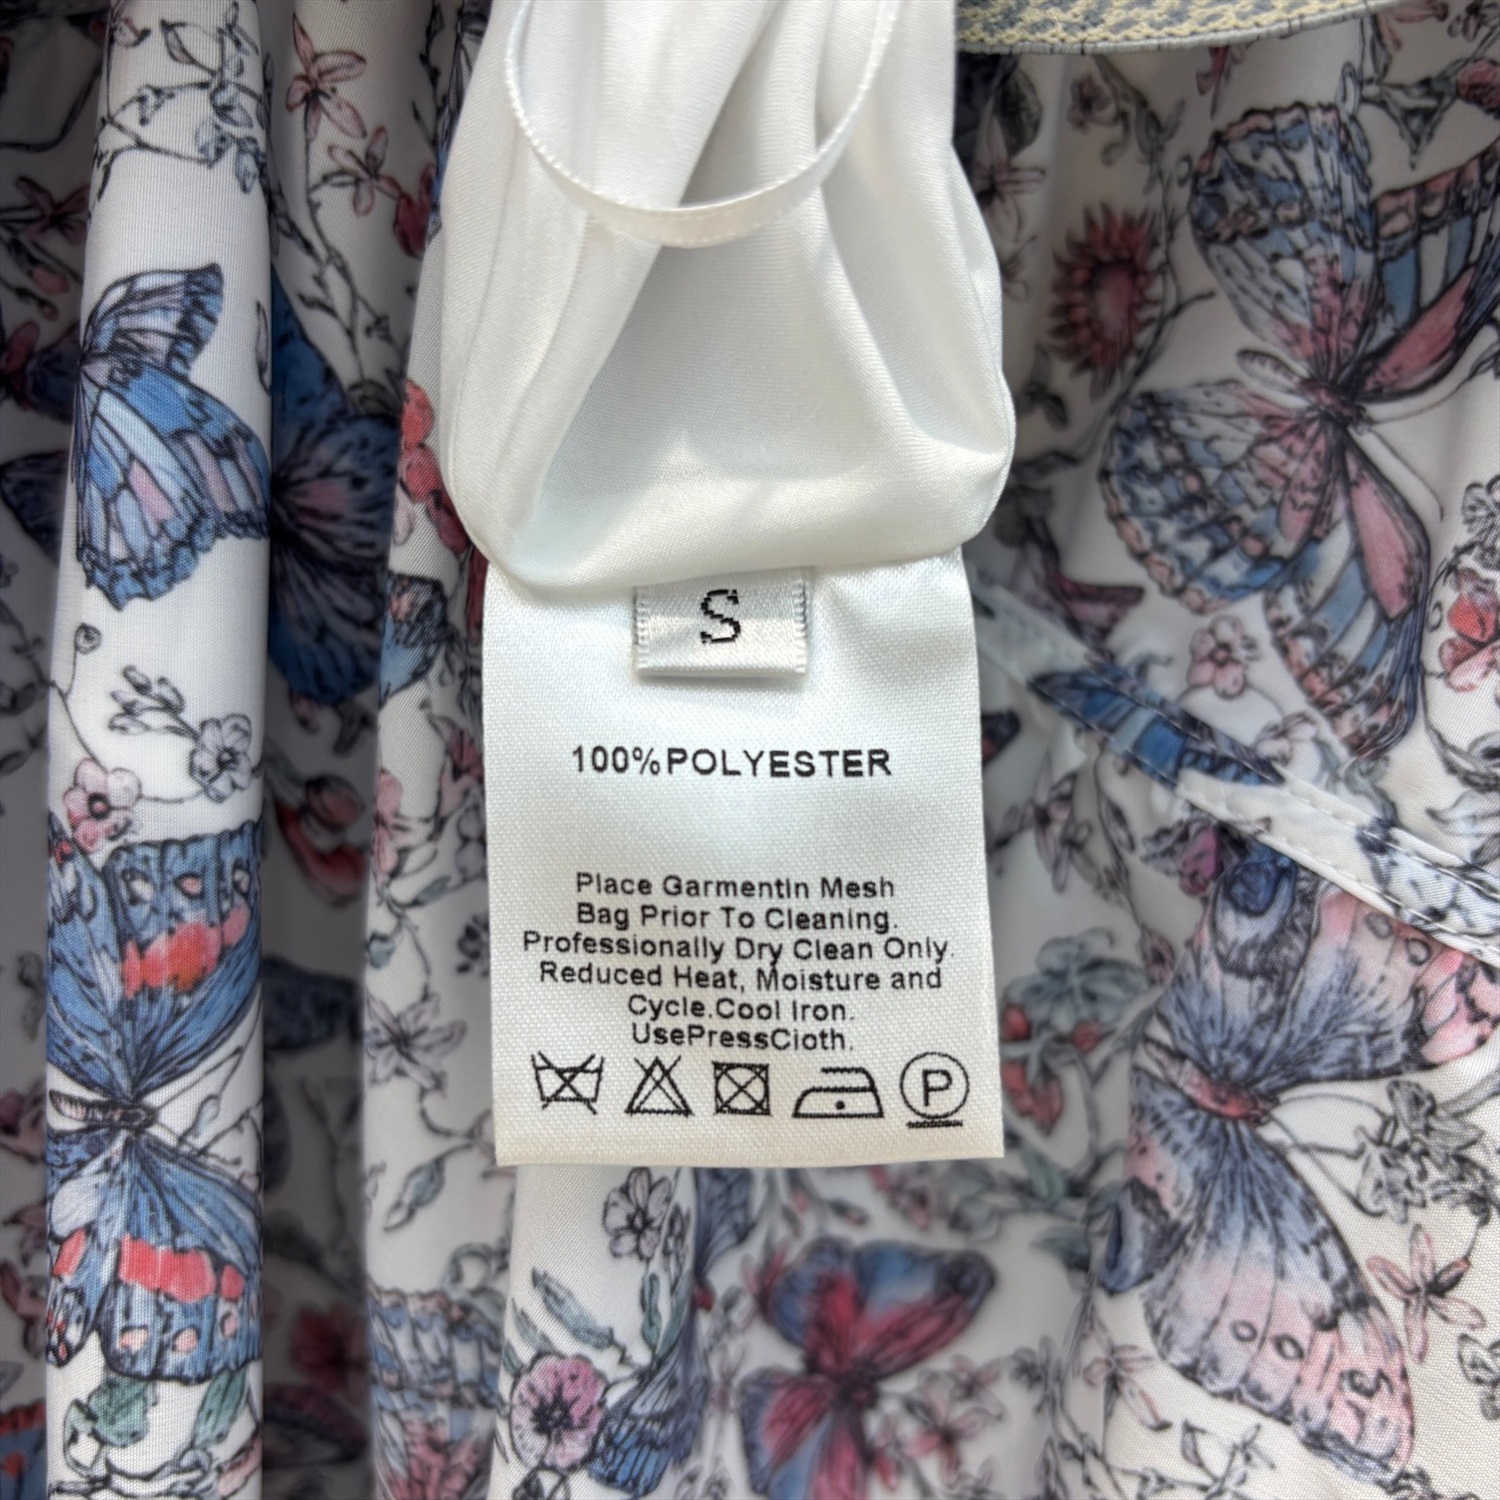 S
100%POLYESTER
Place Garmentin Mesh
Bag Prior To Cleaning.
Professionally Dry Clean Only.
Reduced Heat, Moisture and
Cycle.Cool Iron.
UsePressCloth.
P